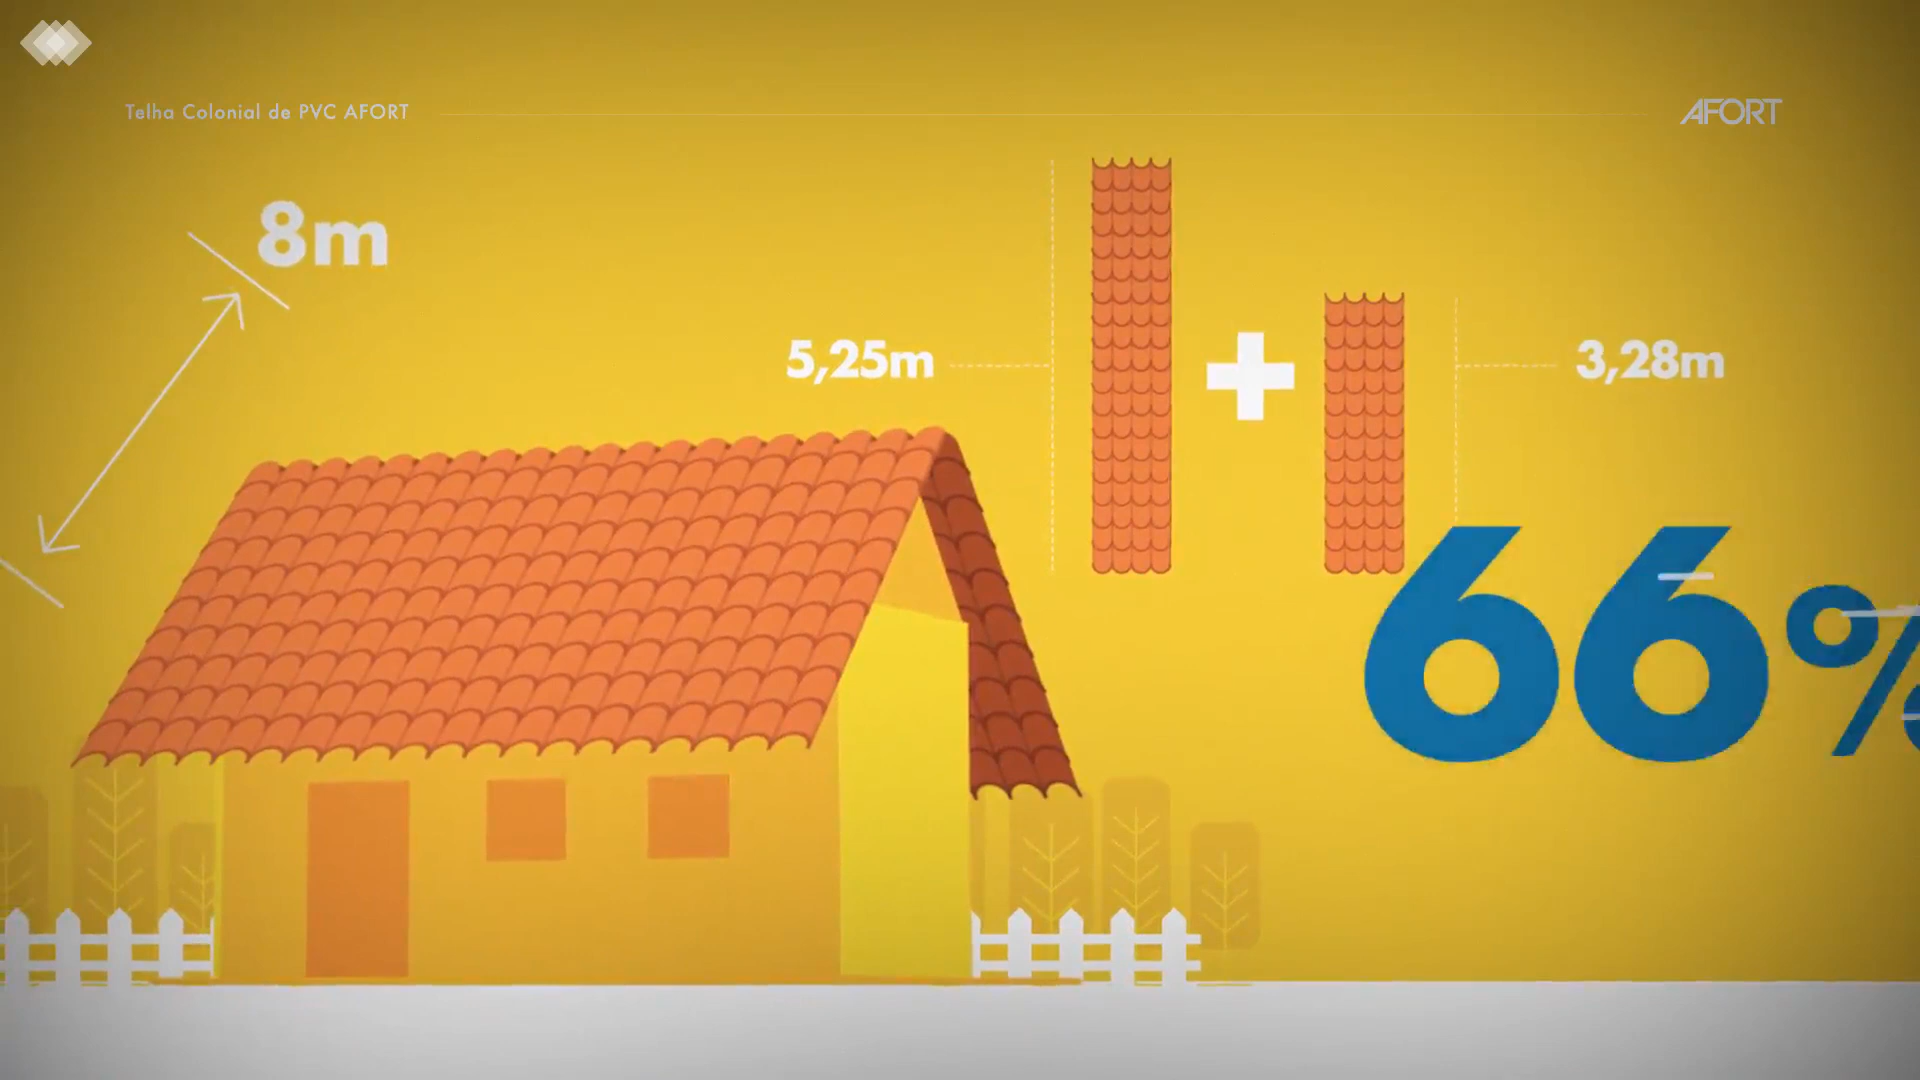 Telha Colonial de PVC AFORT
AFORT
8m
5,25m
3,28m
66%